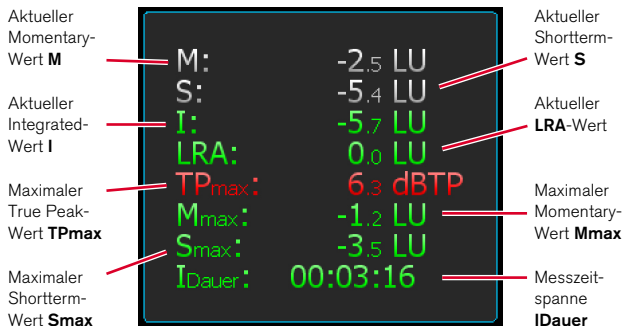 Aktueller
Momentary-
Wert M
Aktueller
Integrated-
Wert I
Maximaler
True Peak-
Wert TPmax
Maximaler
Shortterm-
Wert Smax
M: -2.5 LU
S: -5.4 LU
I: -5.7 LU
LRA: 0.0 LU
TPmax: 6.3 dBTP
Mmax: -1.2 LU
Smax: -3.5 LU
IDauer: 00:03:16
Aktueller
Shortterm-
Wert S
Aktueller
LRA-Wert
Maximaler
Momentary-
Wert Mmax
Messzeit-
spanne
IDauer